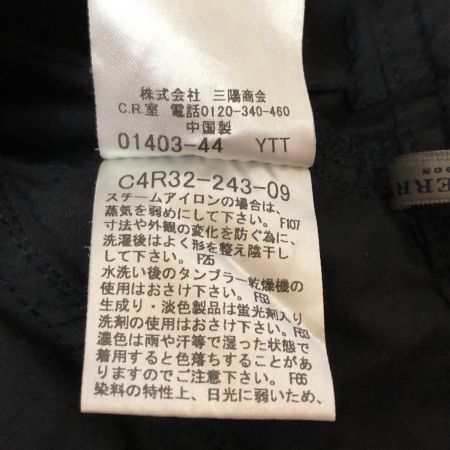 株式会社 三陽商会
C.R.室 電話0120-340-460
中国製
01403-44 YTT
C4R32-243-09
スチームアイロンの場合は、
蒸気を弱めにして下さい。F107
寸法や外観の変化を防ぐ為に、
洗濯後はよく形を整え陰干し
して下さい。F25
水洗い後のタンブラー乾燥機の
使用はおさけ下さい。F53
生成り・淡色製品は蛍光剤入り
洗剤の使用はおさけ下さい。F63
濃色は雨や汗等で湿った状態で
着用すると色落ちすることがあ
りますのでご注意下さい。F66
染料の特性上、日光に弱いため、